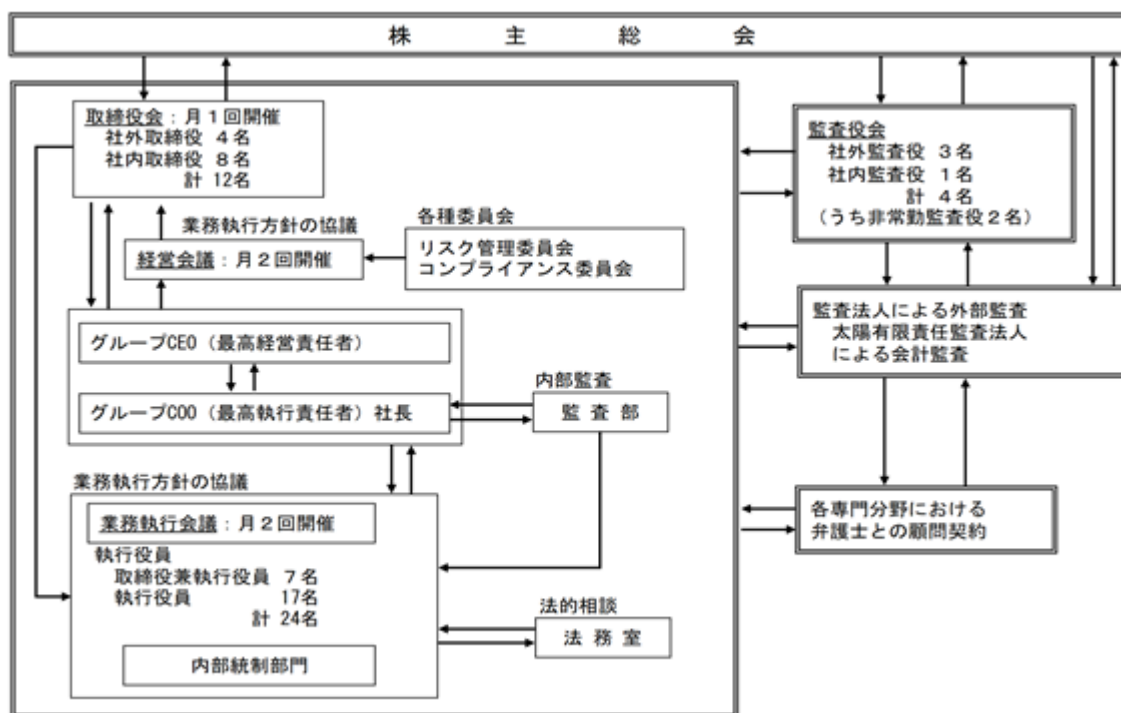 株主総会
取締役会：月１回開催
社外取締役 ４名
社内取締役 ８名
計 12名
業務執行方針の協議
経営会議：月２回開催
各種委員会
リスク管理委員会
コンプライアンス委員会
グループCEO（最高経営責任者）
グループCOO（最高執行責任者）社長
内部監査
監査部
業務執行方針の協議
業務執行会議：月２回開催
執行役員
取締役兼執行役員 ７名
執行役員 17名
計 24名
内部統制部門
法的相談
法務室
監査役会
社外監査役 ３名
社内監査役 １名
計 ４名
（うち非常勤監査役２名）
監査法人による外部監査
太陽有限責任監査法人
による会計監査
各専門分野における
弁護士との顧問契約